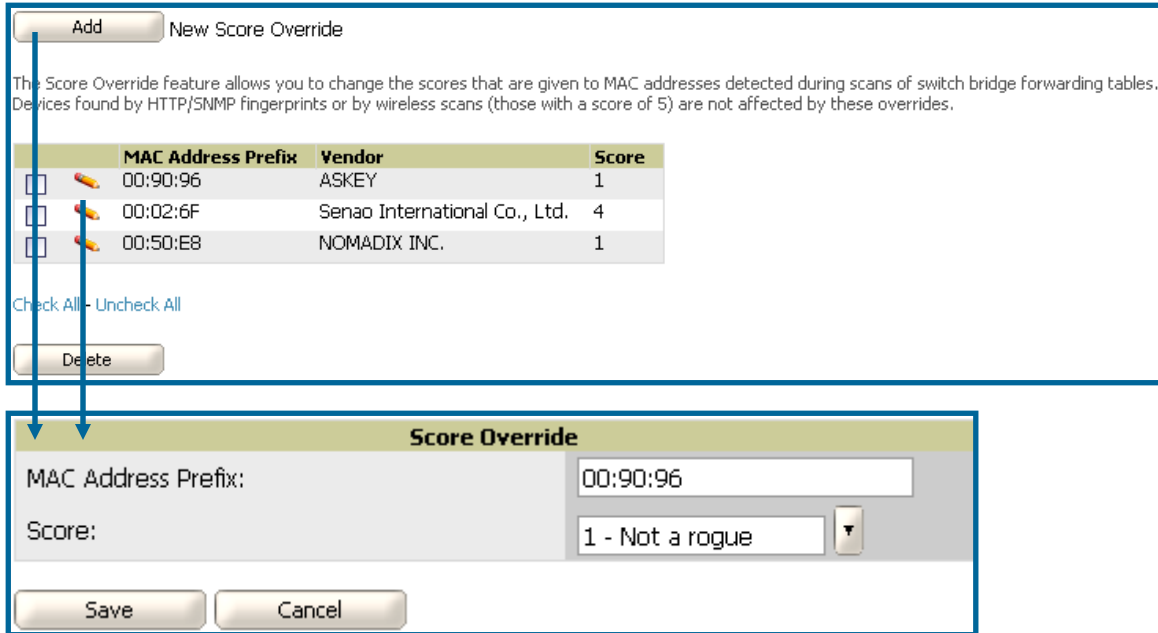 Add New Score Override
The Score Override feature allows you to change the scores that are given to MAC addresses detected during scans of switch bridge forwarding tables.
Devices found by HTTP/SNMP fingerprints or by wireless scans (those with a score of 5) are not affected by these overrides.
MAC Address Prefix Vendor Score
00:90:96 ASKEY 1
00:02:6F Senao International Co., Ltd. 4
00:50:E8 NOMADIX INC. 1
Check All - Uncheck All
Delete
Score Override
MAC Address Prefix: 00:90:96
Score: 1 - Not a rogue
Save Cancel